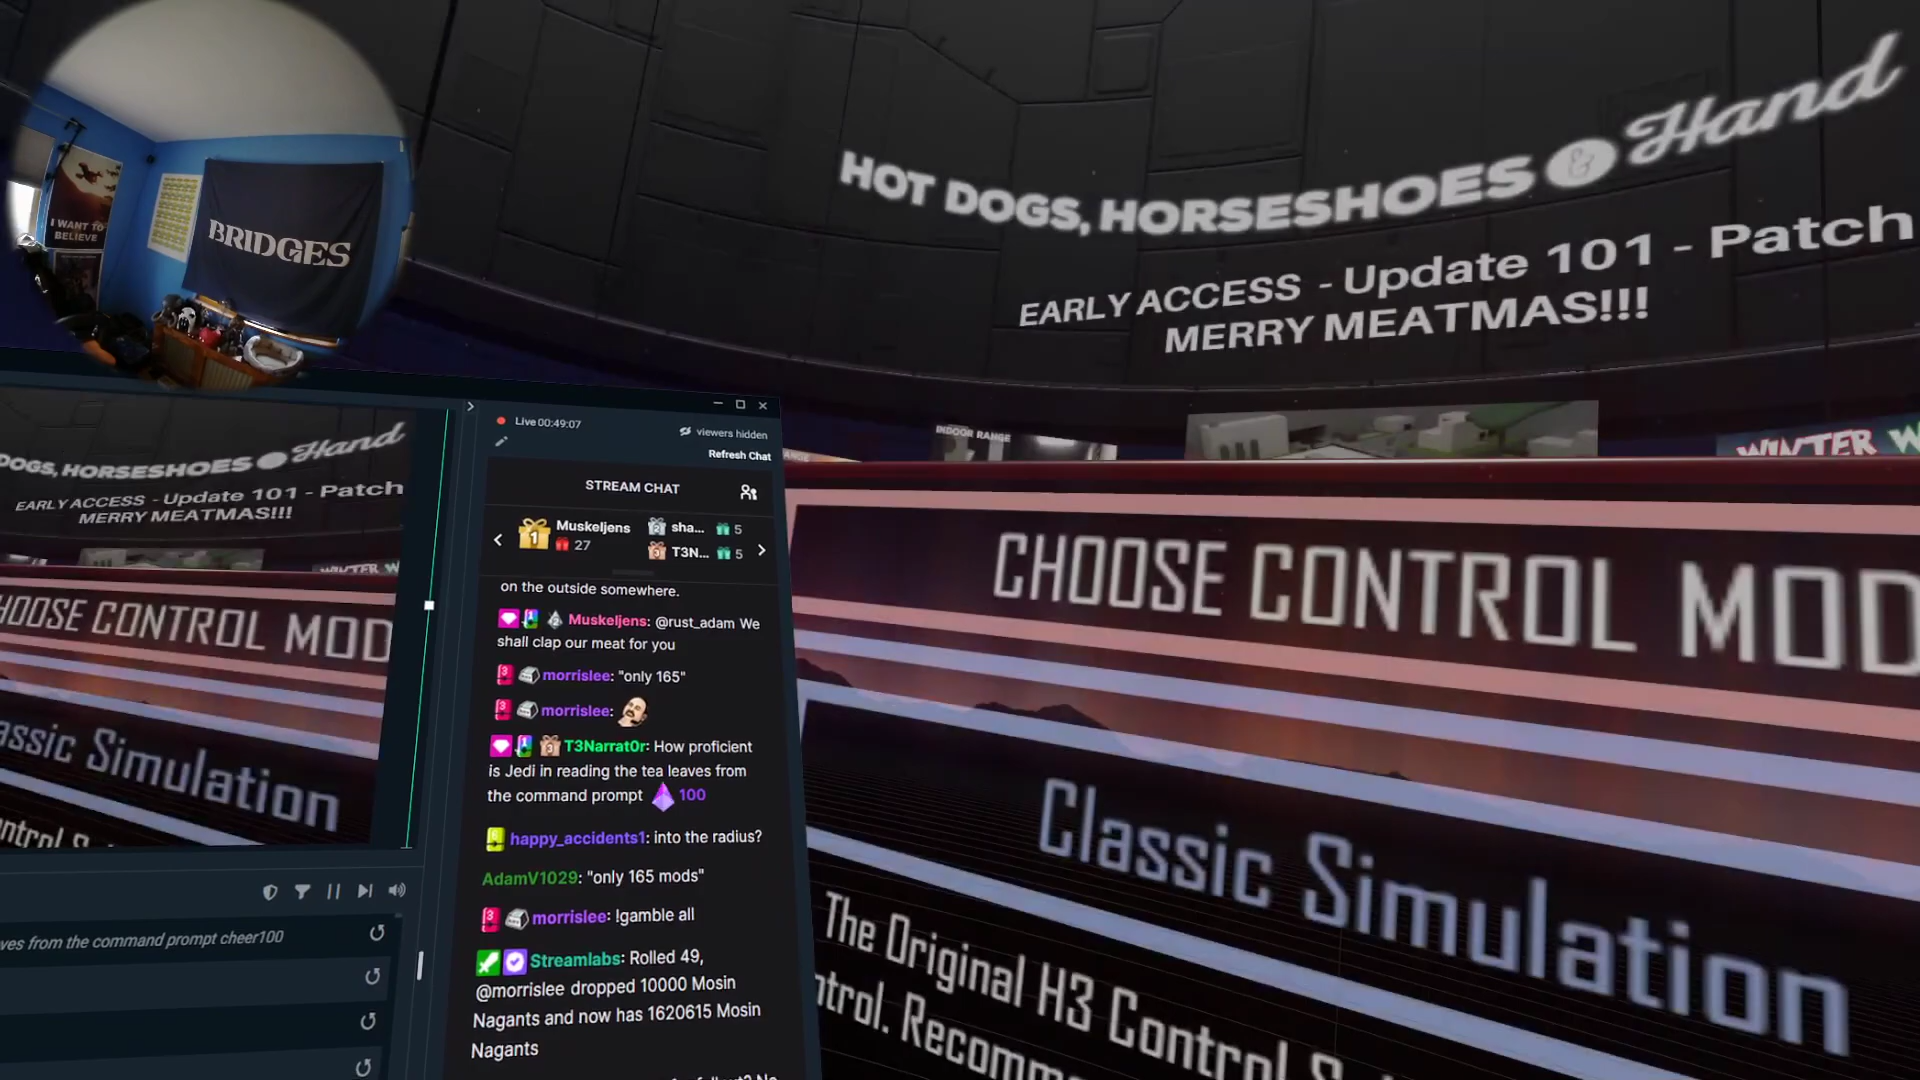 I WANT TO
BELIEVE
BRIDGES
HOT DOGS, HORSESHOES & Hand
EARLY ACCESS - Update 101 - Patch
MERRY MEATMAS!!!
INDOOR RANGE
WINTER W
DOGS, HORSESHOES Hand
EARLY ACCESS - Update 101 - Patch
MERRY MEATMAS!!!
WINTER W
HOOSE CONTROL MOD
assic Simulation
ntrol S
Live 00:49:07
viewers hidden
Refresh Chat
STREAM CHAT
1 Muskeljens 27
2 sha... 5
3 T3N... 5
on the outside somewhere.
Muskeljens: @rust_adam We
shall clap our meat for you
morrislee: "only 165"
morrislee:
T3Narrat0r: How proficient
is Jedi in reading the tea leaves from
the command prompt 100
happy_accidents1: into the radius?
AdamV1029: "only 165 mods"
morrislee: !gamble all
Streamlabs: Rolled 49,
@morrislee dropped 10000 Mosin
Nagants and now has 1620615 Mosin
Nagants
ves from the command prompt cheer100
CHOOSE CONTROL MOD
Classic Simulation
The Original H3 Control S
ntrol. Recomm